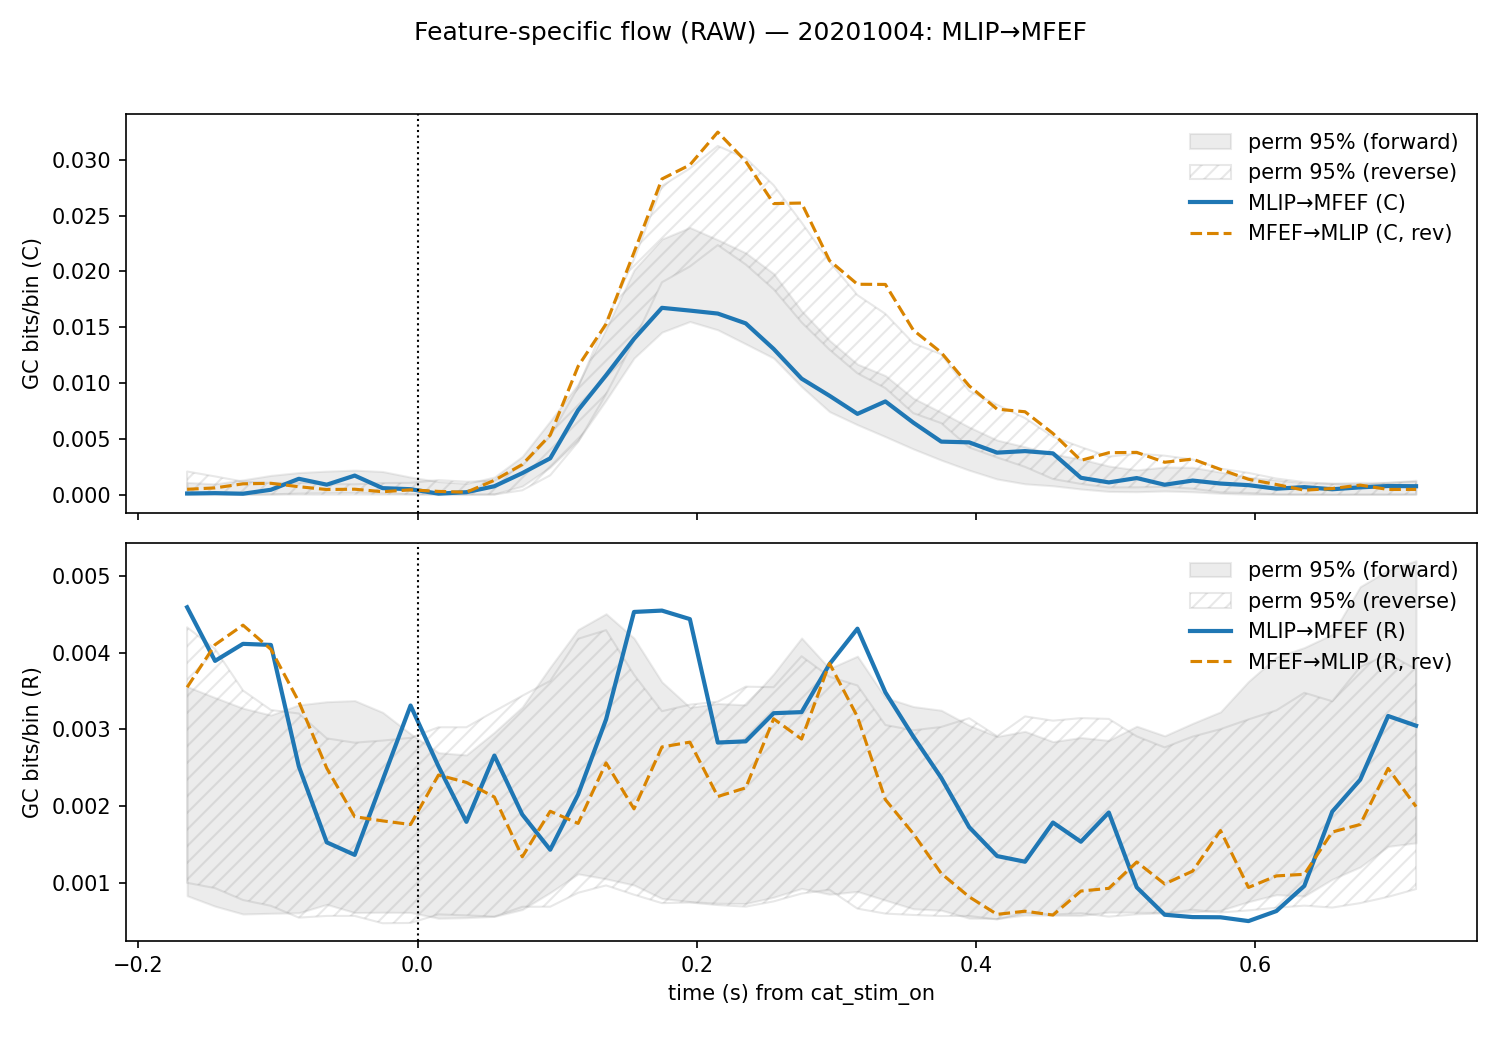 Feature-specific flow (RAW) — 20201004: MLIP→MFEF
GC bits/bin (C)
0.030
0.025
0.020
0.015
0.010
0.005
0.000
perm 95% (forward)
perm 95% (reverse)
MLIP→MFEF (C)
MFEF→MLIP (C, rev)
GC bits/bin (R)
0.005
0.004
0.003
0.002
0.001
perm 95% (forward)
perm 95% (reverse)
MLIP→MFEF (R)
MFEF→MLIP (R, rev)
−0.2 0.0 0.2 0.4 0.6
time (s) from cat_stim_on